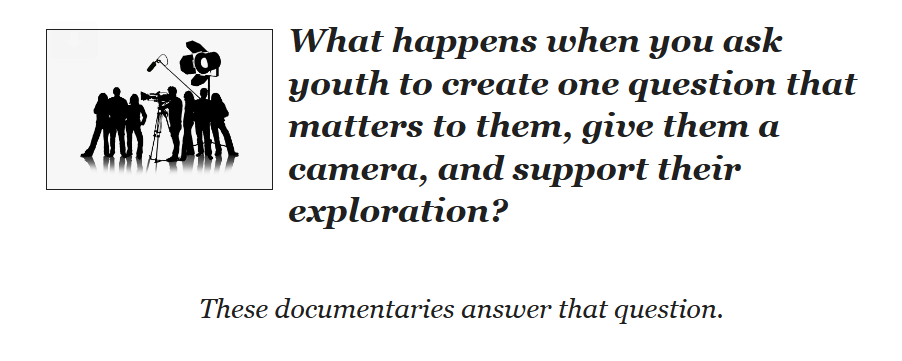 What happens when you ask
youth to create one question that
matters to them, give them a
camera, and support their
exploration?
These documentaries answer that question.